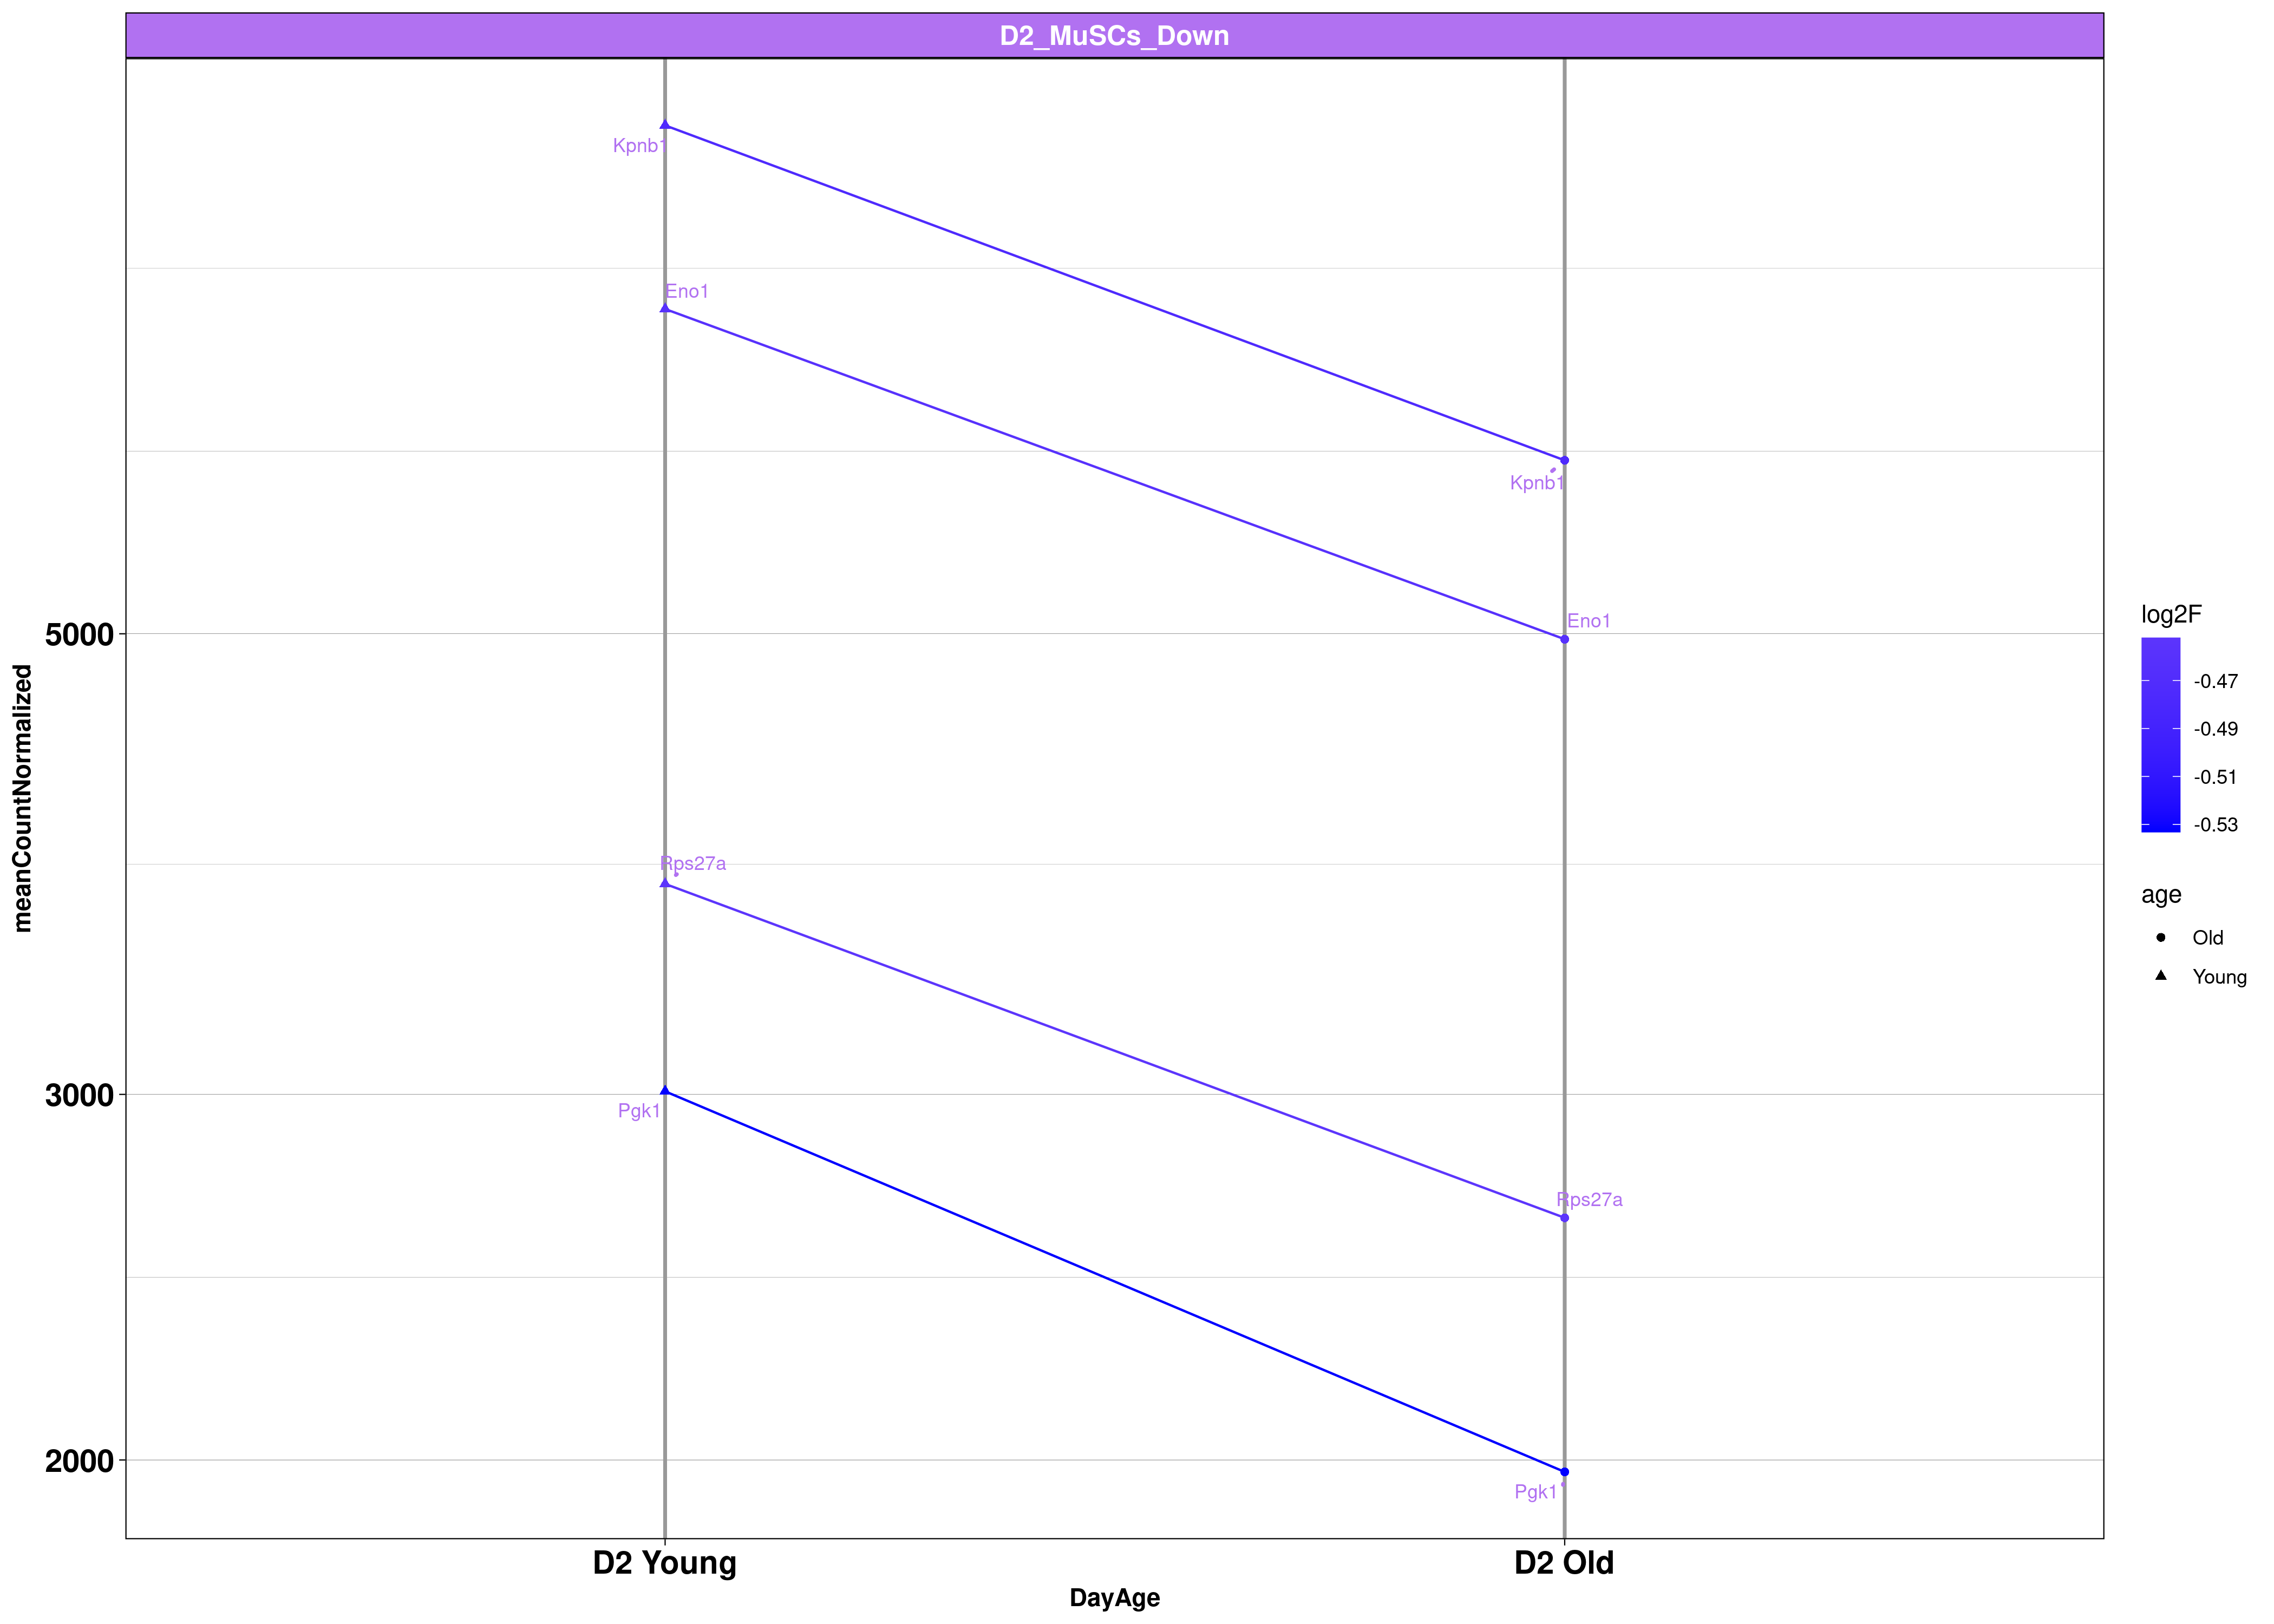 D2_MuSCs_Down
Kpnb1
Eno1
Kpnb1
Eno1
Rps27a
Pgk1
Rps27a
Pgk1
5000
3000
2000
meanCountNormalized
D2 Young
D2 Old
DayAge
log2F
-0.47
-0.49
-0.51
-0.53
age
Old
Young